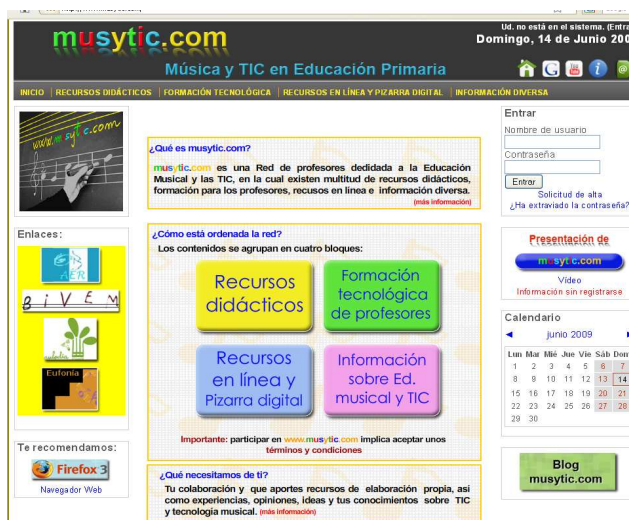 musytic.com
Ud. no está en el sistema. (Entra
Domingo, 14 de Junio 200
Música y TIC en Educación Primaria
INICIO | RECURSOS DIDÁCTICOS | FORMACIÓN TECNOLÓGICA | RECURSOS EN LÍNEA Y PIZARRA DIGITAL | INFORMACIÓN DIVERSA
¿Qué es musytic.com?
musytic.com es una Red de profesores dedidada a la Educación
Musical y las TIC, en la cual existen multitud de recursos didácticos,
formación para los profesores, recusos en línea e información diversa.
(más información)
Enlaces:
AER
BiVEM
Eufonía
Te recomendamos:
Firefox 3
Navegador Web
¿Cómo está ordenada la red?
Los contenidos se agrupan en cuatro bloques:
Recursos
didácticos
Formación
tecnológica
de profesores
Recursos
en línea y
Pizarra digital
Información
sobre Ed.
musical y TIC
Importante: participar en www.musytic.com implica aceptar unos
términos y condiciones
¿Qué necesitamos de ti?
Tu colaboración y que aportes recursos de elaboración propia, asi
como experiencias, opiniones, ideas y tus conocimientos sobre TIC
y tecnología musical. (más información)
Entrar
Nombre de usuario
Contraseña
Entrar
Solicitud de alta
¿Ha extraviado la contraseña?
Presentación de
musytic.com
Vídeo
Información sin registrarse
Calendario
◄ junio 2009
Lun Mar Mié Jue Vie Sáb Dom
1 2 3 4 5 6 7
8 9 10 11 12 13 14
15 16 17 18 19 20 21
22 23 24 25 26 27 28
29 30
Blog
musytic.com